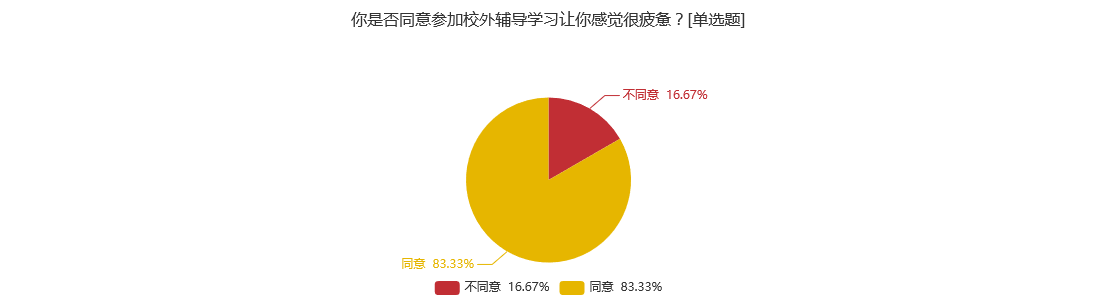 你是否同意参加校外辅导学习让你感觉很疲惫？[单选题]
不同意 16.67%
同意 83.33%
不同意 16.67% 同意 83.33%